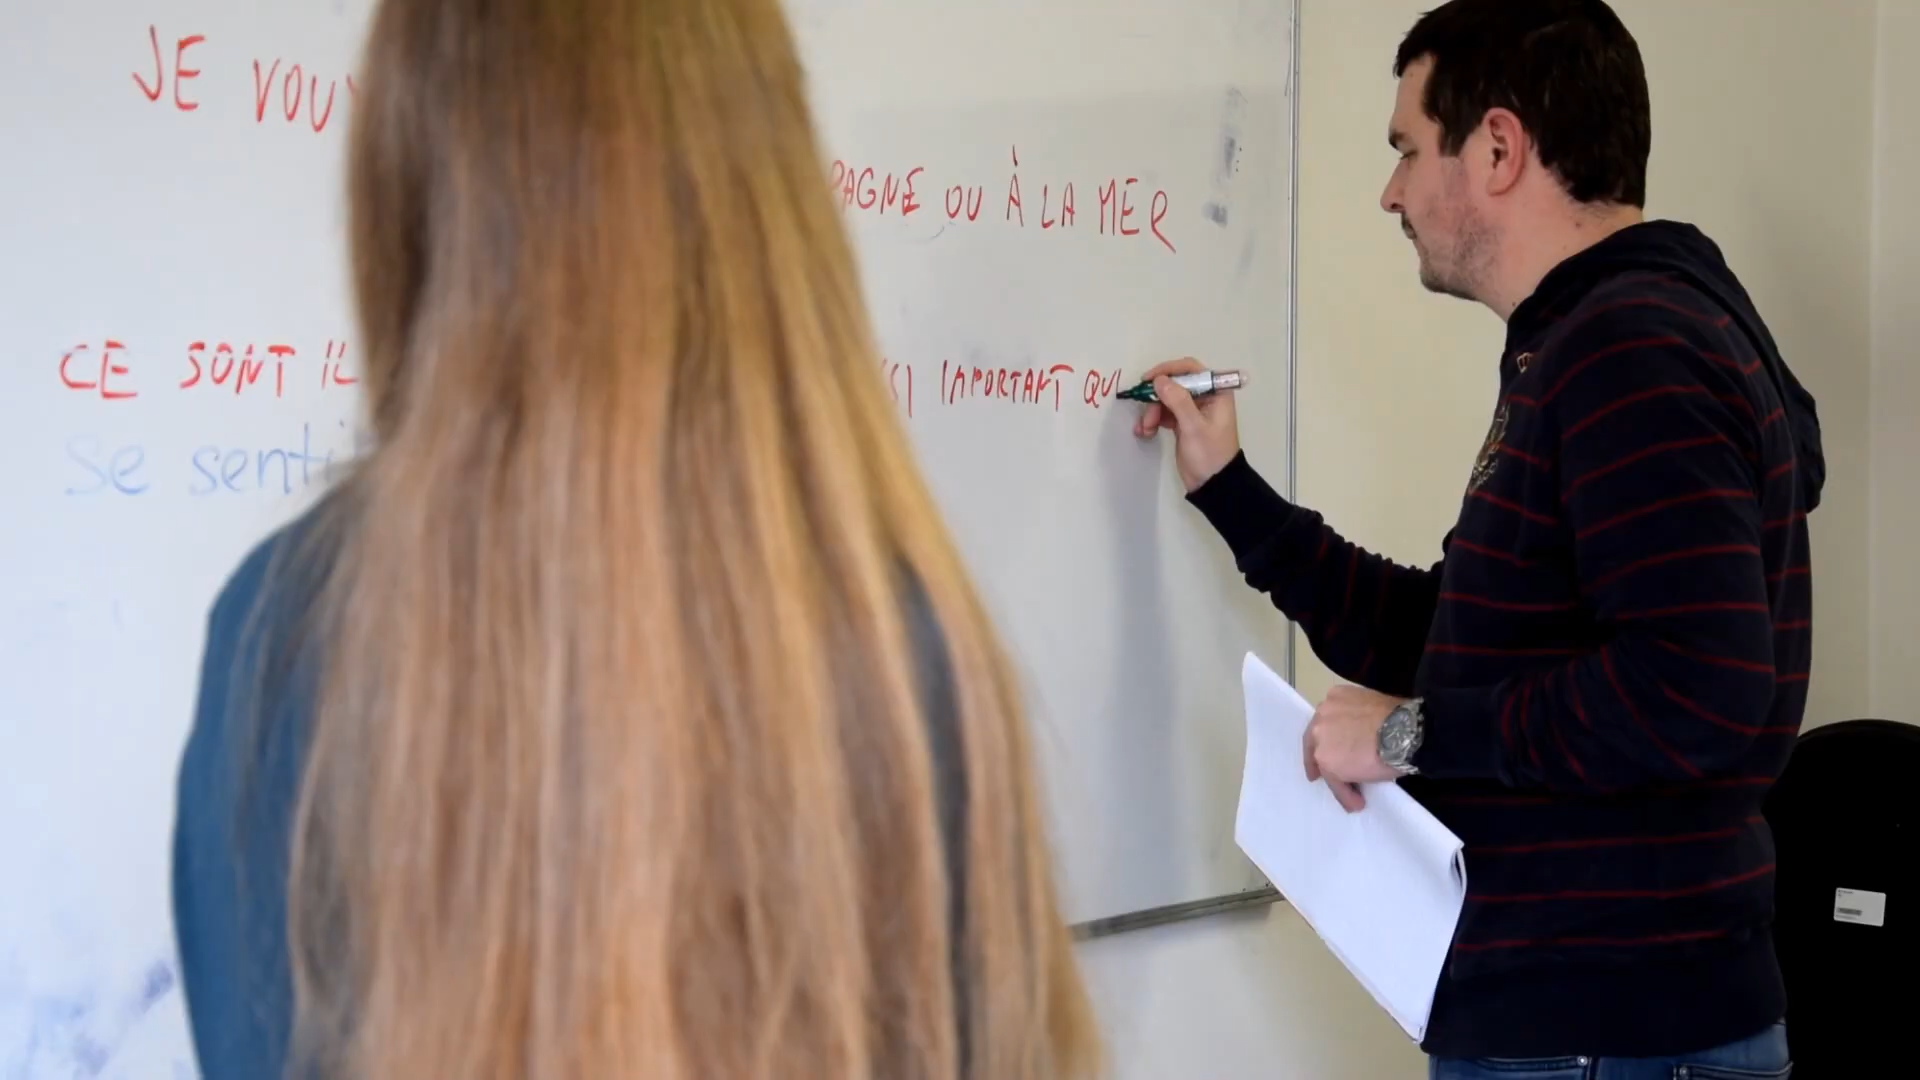 JE VOU
PAGNE OU À LA MER
CE SONT IL SI IMPORTANT QU
Se senti